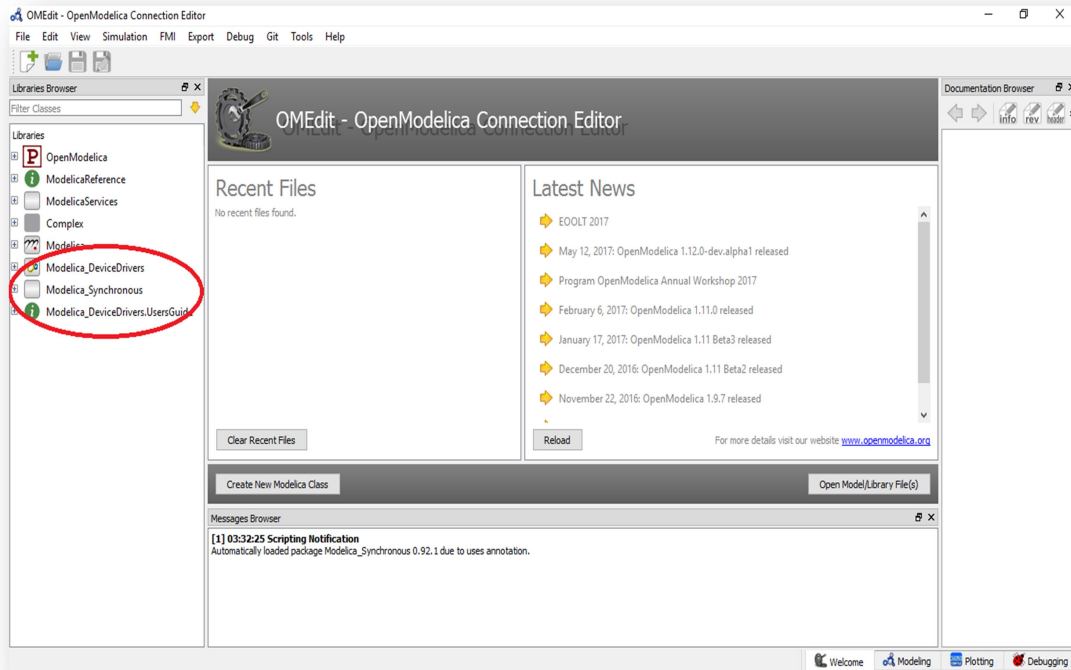 OMEdit - OpenModelica Connection Editor
File Edit View Simulation FMI Export Debug Git Tools Help
Libraries Browser
Filter Classes
Libraries
OpenModelica
ModelicaReference
ModelicaServices
Complex
Modelica
Modelica_DeviceDrivers
Modelica_Synchronous
Modelica_DeviceDrivers.UsersGuide
OMEdit - OpenModelica Connection Editor
Recent Files
No recent files found.
Clear Recent Files
Latest News
EOOLT 2017
May 12, 2017: OpenModelica 1.12.0-dev.alpha1 released
Program OpenModelica Annual Workshop 2017
February 6, 2017: OpenModelica 1.11.0 released
January 17, 2017: OpenModelica 1.11 Beta3 released
December 20, 2016: OpenModelica 1.11 Beta2 released
November 22, 2016: OpenModelica 1.9.7 released
Reload
For more details visit our website www.openmodelica.org
Create New Modelica Class
Open Model/Library File(s)
Messages Browser
[1] 03:32:25 Scripting Notification
Automatically loaded package Modelica_Synchronous 0.92.1 due to uses annotation.
Documentation Browser
info rev header
Welcome Modeling Plotting Debugging